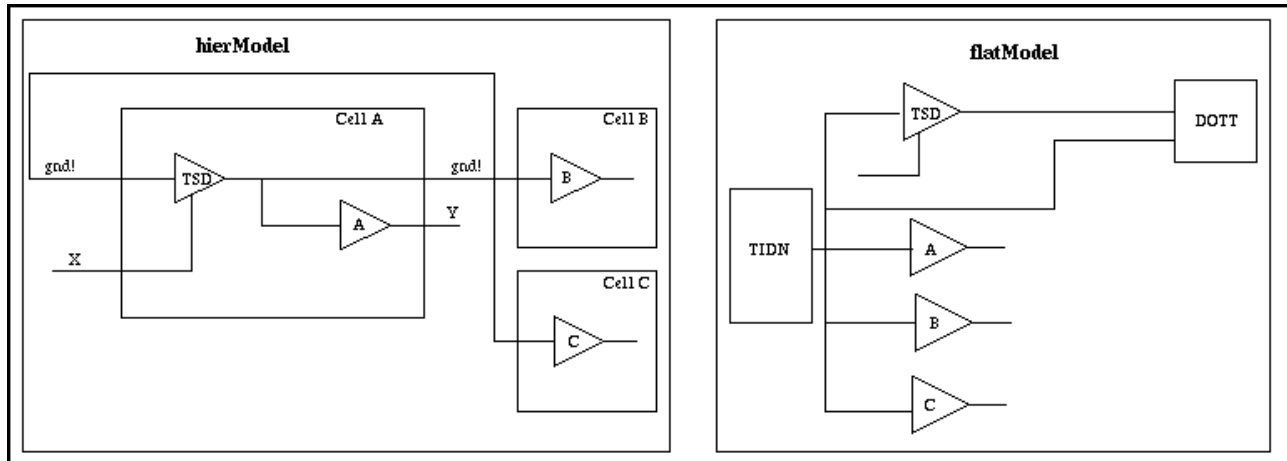 hierModel
Cell A
Cell B
gnd!
TSD
gnd!
B
A
Y
X
Cell C
C
flatModel
TSD
DOTT
TIDN
A
B
C